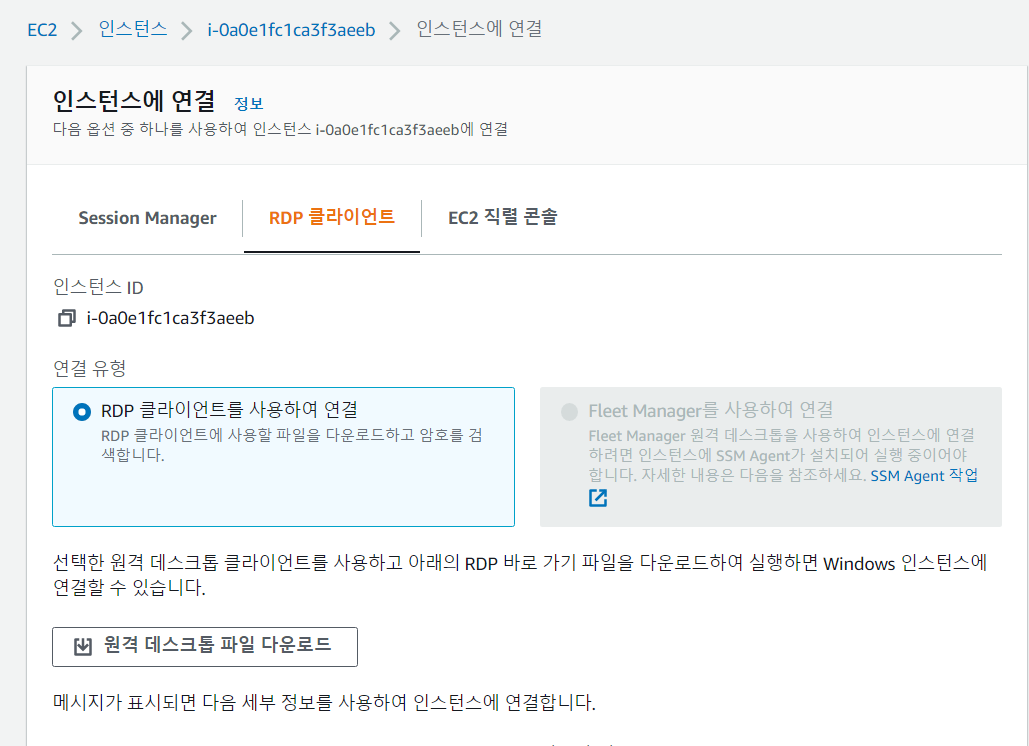 EC2 > 인스턴스 > i-0a0e1fc1ca3f3aeeb > 인스턴스에 연결
인스턴스에 연결 정보
다음 옵션 중 하나를 사용하여 인스턴스 i-0a0e1fc1ca3f3aeeb에 연결
Session Manager
RDP 클라이언트
EC2 직렬 콘솔
인스턴스 ID
i-0a0e1fc1ca3f3aeeb
연결 유형
RDP 클라이언트를 사용하여 연결
RDP 클라이언트에 사용할 파일을 다운로드하고 암호를 검
색합니다.
Fleet Manager를 사용하여 연결
Fleet Manager 원격 데스크톱을 사용하여 인스턴스에 연결
하려면 인스턴스에 SSM Agent가 설치되어 실행 중이어야
합니다. 자세한 내용은 다음을 참조하세요. SSM Agent 작업
선택한 원격 데스크톱 클라이언트를 사용하고 아래의 RDP 바로 가기 파일을 다운로드하여 실행하면 Windows 인스턴스에
연결할 수 있습니다.
원격 데스크톱 파일 다운로드
메시지가 표시되면 다음 세부 정보를 사용하여 인스턴스에 연결합니다.